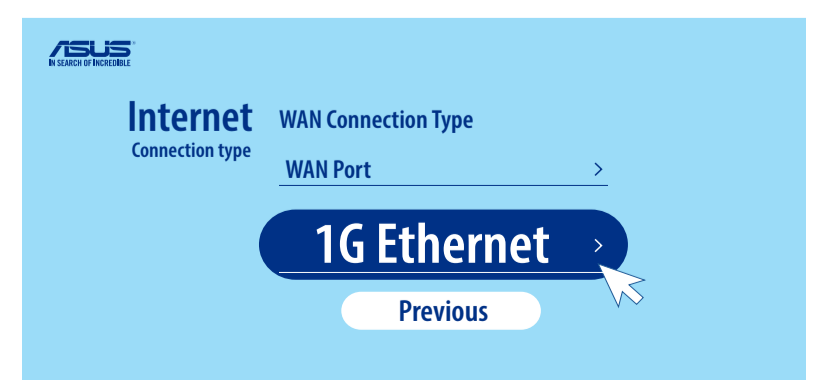 ASUS
IN SEARCH OF INCREDIBLE
Internet
Connection type
WAN Connection Type
WAN Port
1G Ethernet
Previous